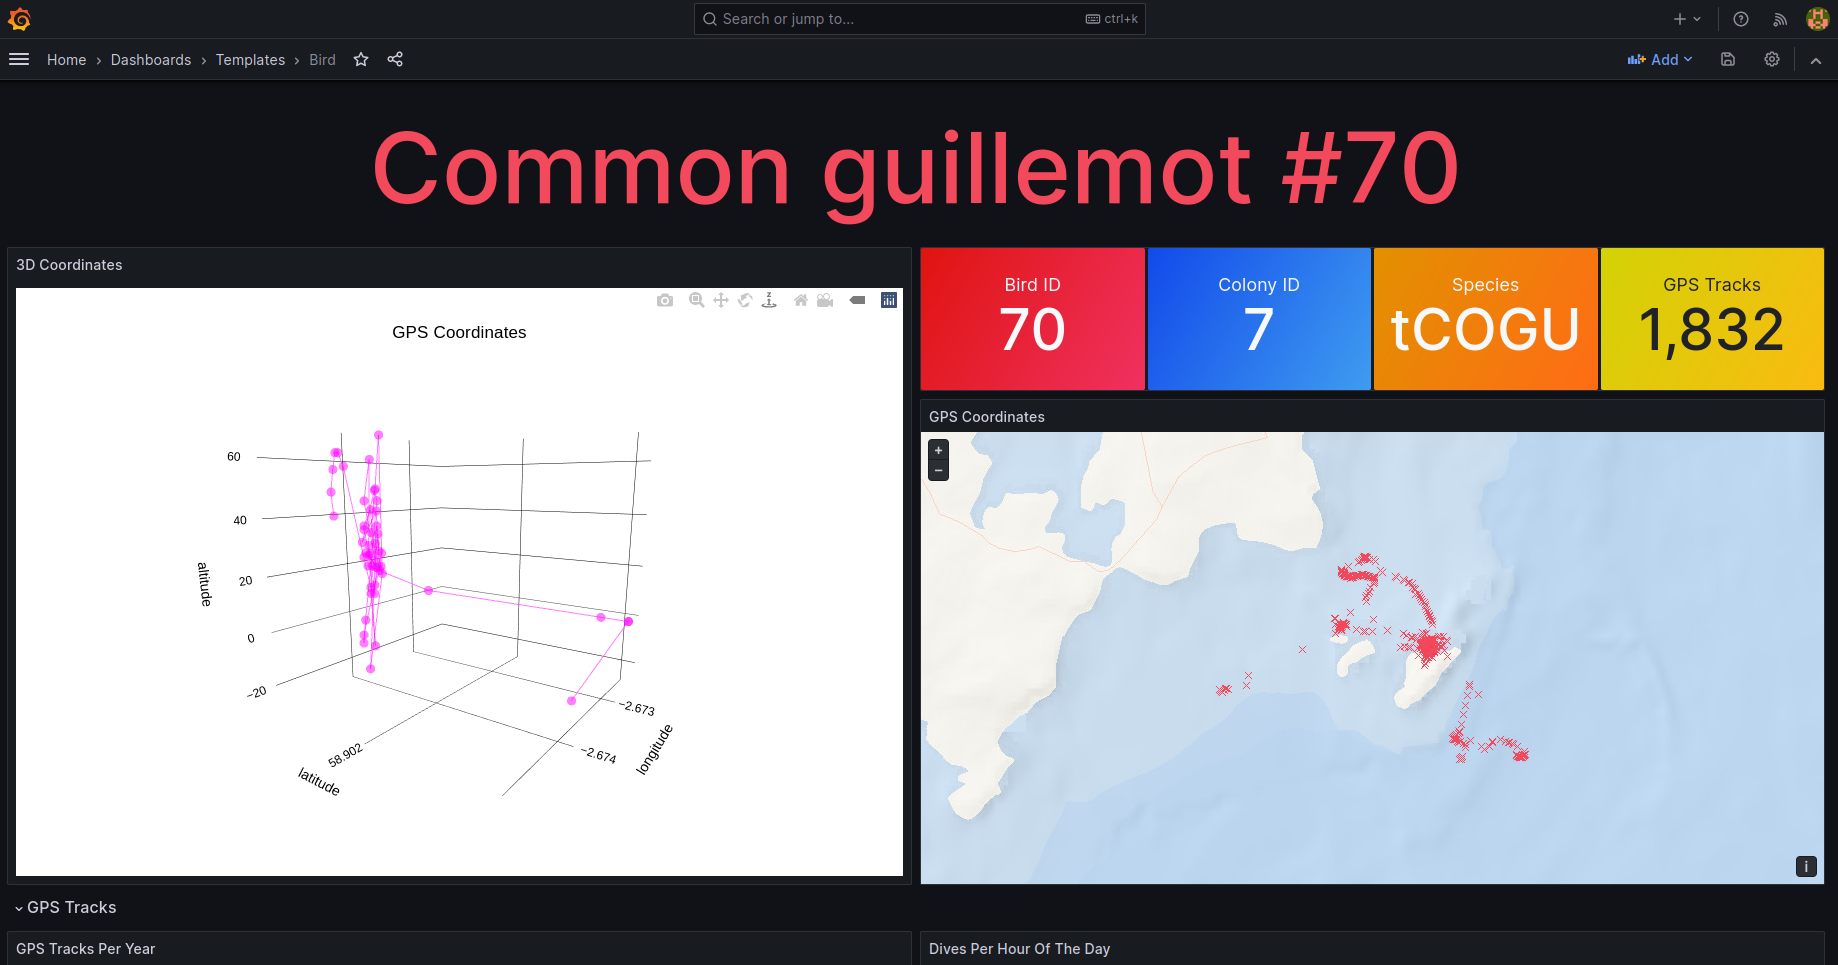 Search or jump to...
ctrl+k
Home › Dashboards › Templates › Bird
Add
Common guillemot #70
3D Coordinates
GPS Coordinates
60
40
20
0
−20
altitude
58.902
latitude
−2.673
−2.674
longitude
Bird ID
70
Colony ID
7
Species
tCOGU
GPS Tracks
1,832
GPS Coordinates
+
−
i
GPS Tracks
GPS Tracks Per Year
Dives Per Hour Of The Day